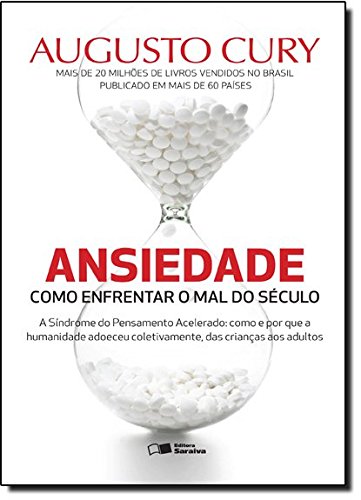 AUGUSTO CURY
MAIS DE 20 MILHÕES DE LIVROS VENDIDOS NO BRASIL
PUBLICADO EM MAIS DE 60 PAÍSES
ANSIEDADE
COMO ENFRENTAR O MAL DO SÉCULO
A Síndrome do Pensamento Acelerado: como e por que a
humanidade adoeceu coletivamente, das crianças aos adultos
Editora
Saraiva